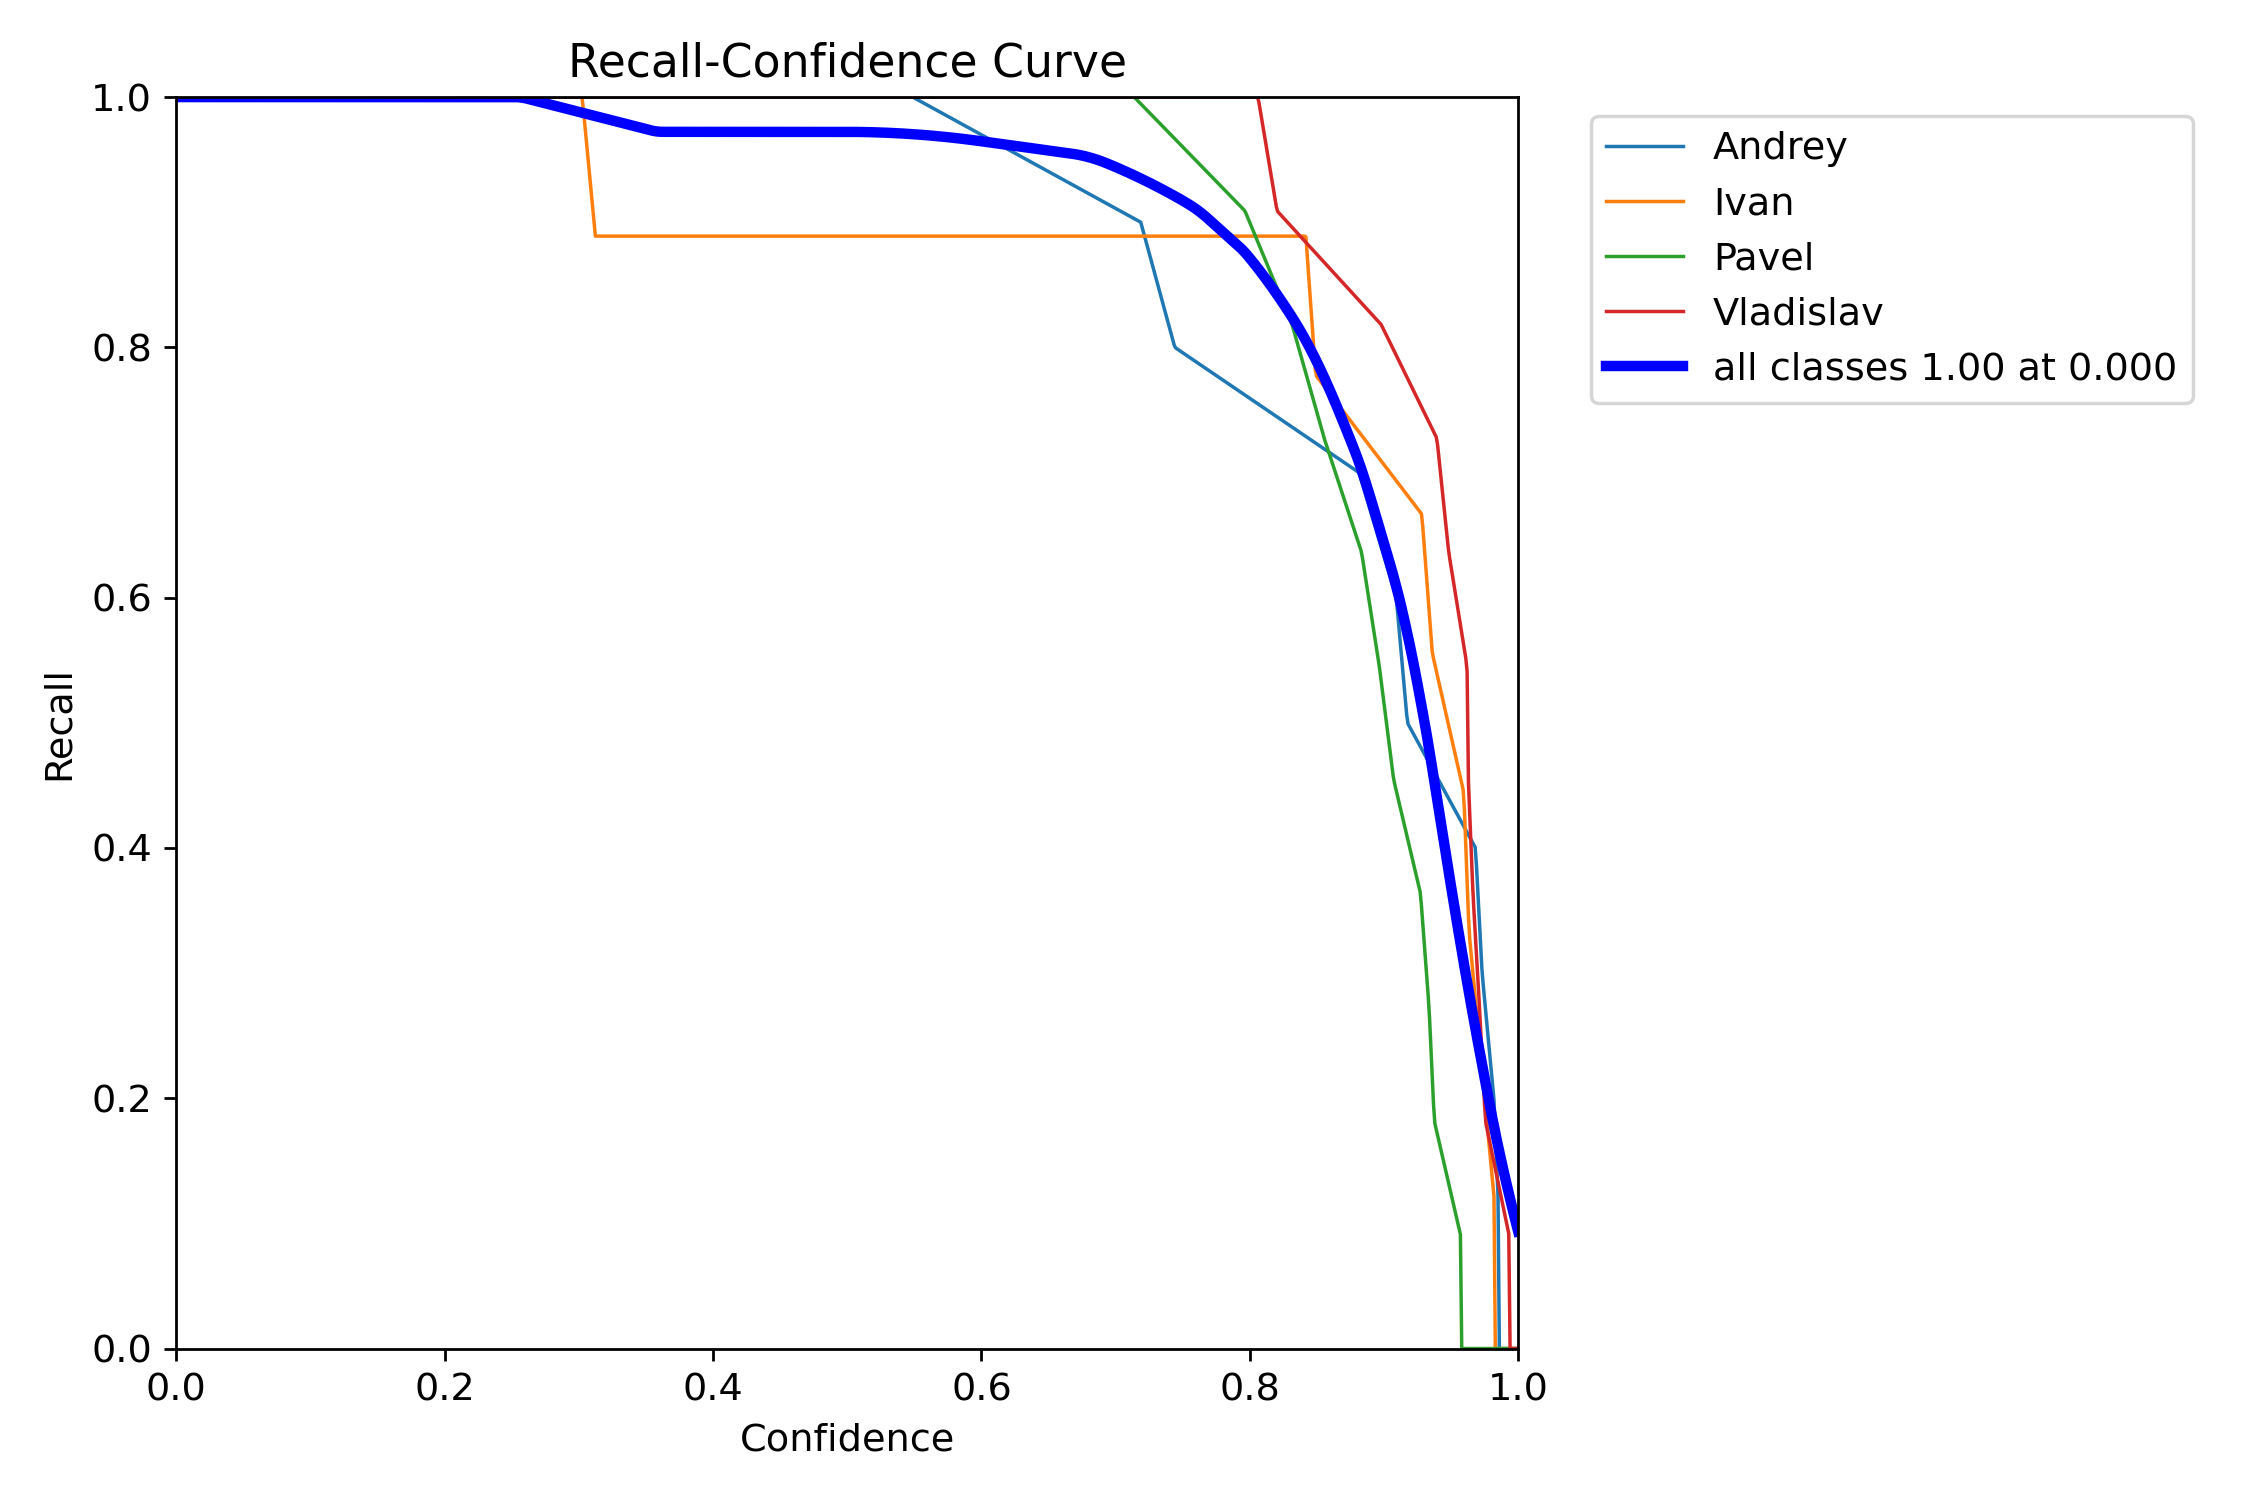 Recall-Confidence Curve
1.0
0.8
0.6
0.4
0.2
0.0
Recall
0.0 0.2 0.4 0.6 0.8 1.0
Confidence
Andrey
Ivan
Pavel
Vladislav
all classes 1.00 at 0.000